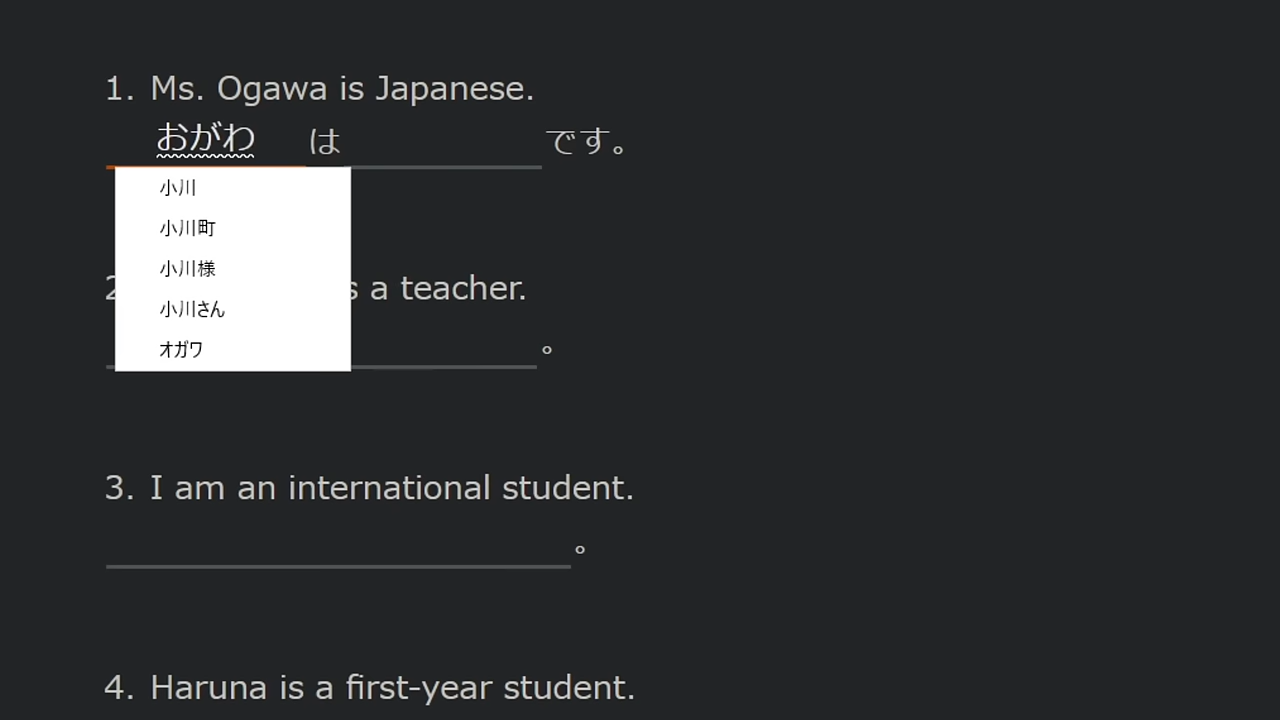 1. Ms. Ogawa is Japanese.
おがわ は です。
小川
小川町
小川様
2 s a teacher.
小川さん
オガワ
。
3. I am an international student.
。
4. Haruna is a first-year student.